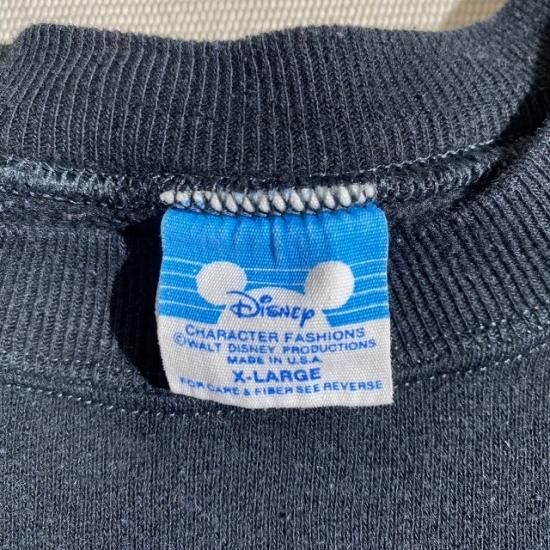 Disney
CHARACTER FASHIONS
©WALT DISNEY PRODUCTIONS
MADE IN U.S.A.
X-LARGE
FOR CARE & FIBER SEE REVERSE